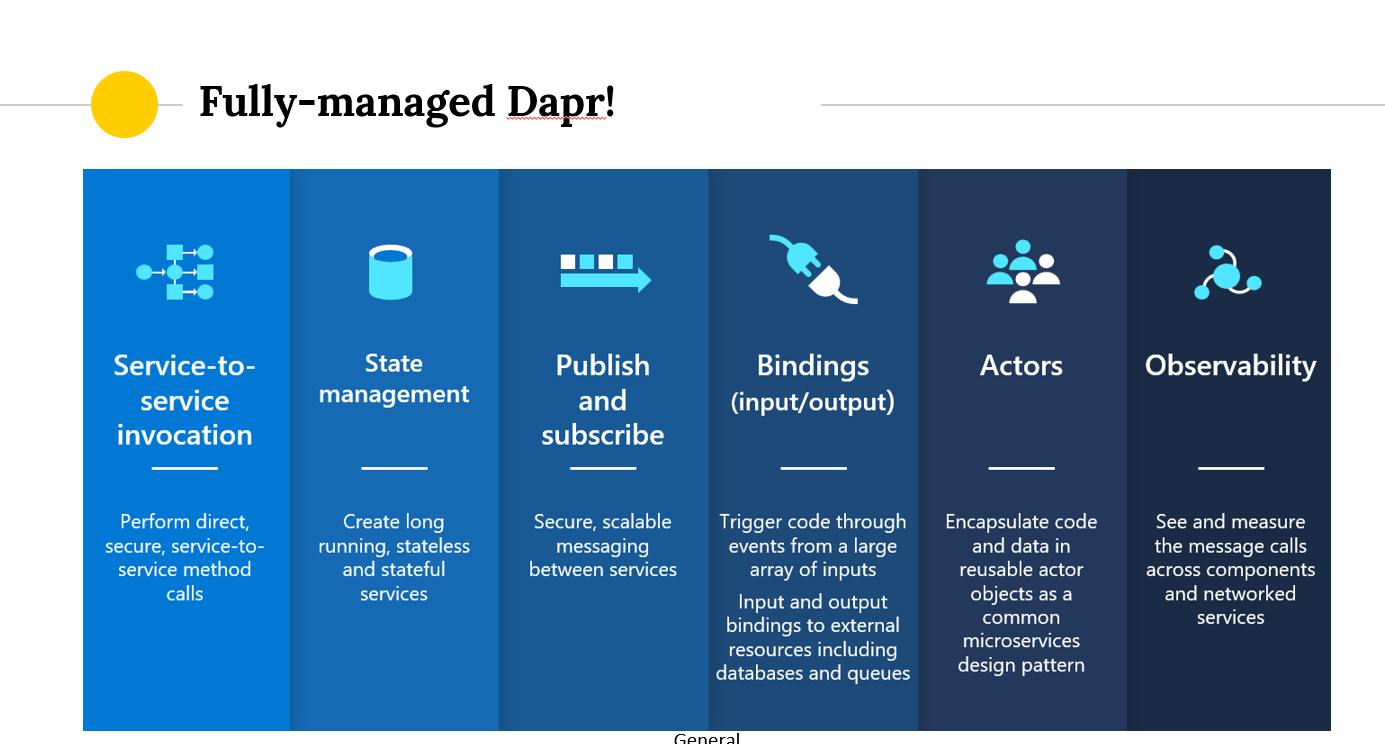 Fully-managed Dapr!
Service-to-
service
invocation
Perform direct,
secure, service-to-
service method
calls
State
management
Create long
running, stateless
and stateful
services
Publish
and
subscribe
Secure, scalable
messaging
between services
Bindings
(input/output)
Trigger code through
events from a large
array of inputs
Input and output
bindings to external
resources including
databases and queues
Actors
Encapsulate code
and data in
reusable actor
objects as a
common
microservices
design pattern
Observability
See and measure
the message calls
across components
and networked
services
General